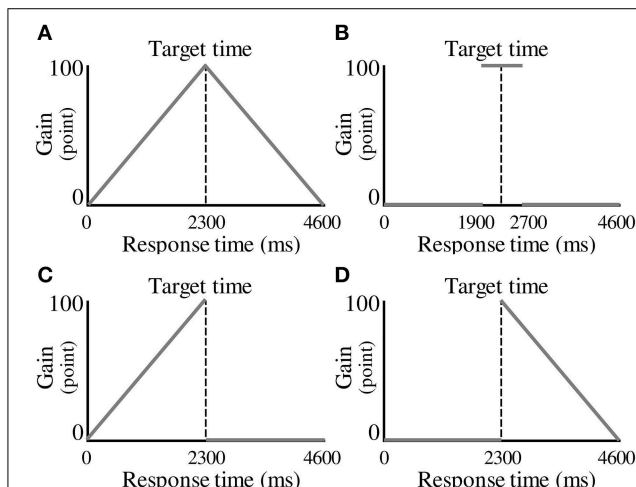 A
Target time
100
Gain
(point)
0
0 2300 4600
Response time (ms)
B
Target time
100
Gain
(point)
0
0 1900 2700 4600
Response time (ms)
C
Target time
100
Gain
(point)
0
0 2300 4600
Response time (ms)
D
Target time
100
Gain
(point)
0
0 2300 4600
Response time (ms)